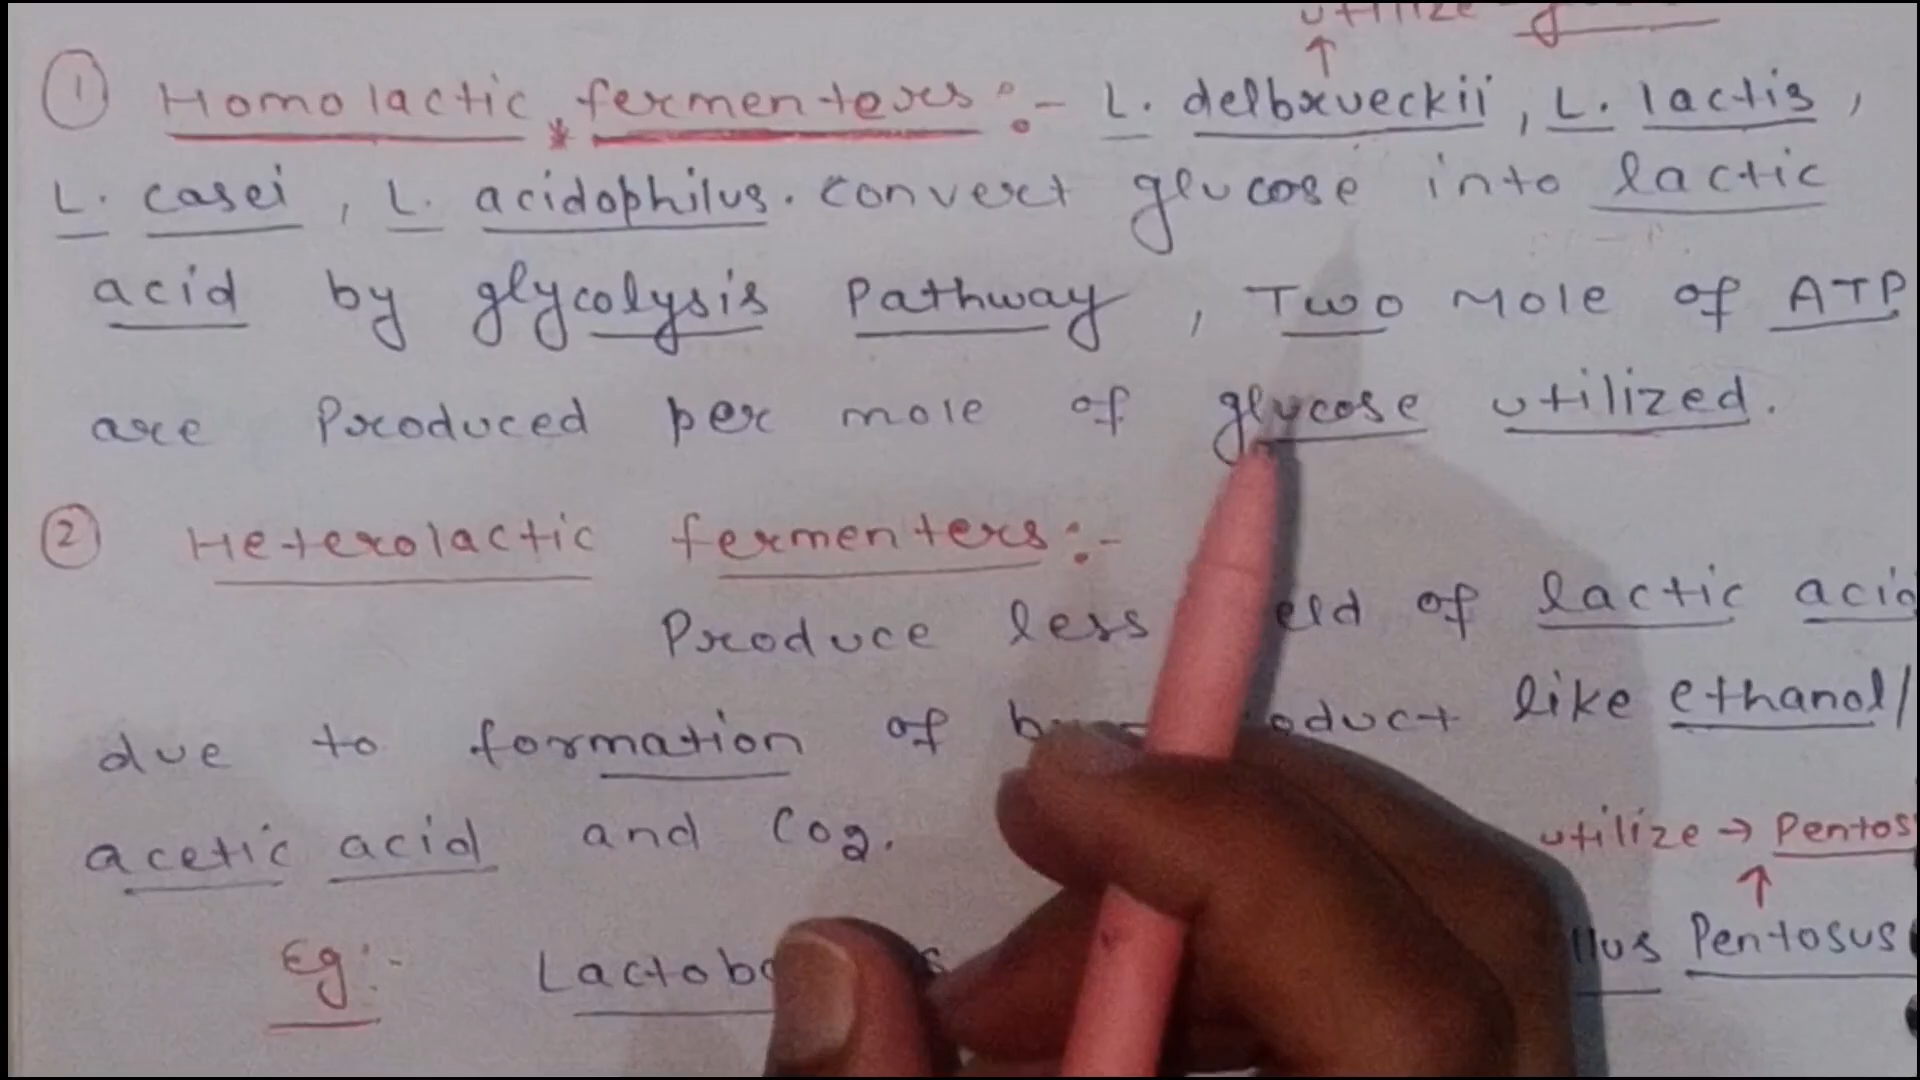 utilize
↑
① Homolactic * fermenters :- L. delbrueckii, L. lactis,
L. casei, L. acidophilus. convert glucose into lactic
acid by glycolysis Pathway, Two Mole of ATP
are Produced per mole of glucose utilized.
② Heterolactic fermenters :-
Produce less of lactic acid
due to formation of like ethanol/
acetic acid and Co2.
utilize → Pentos
↑
Eg:- Pentosus